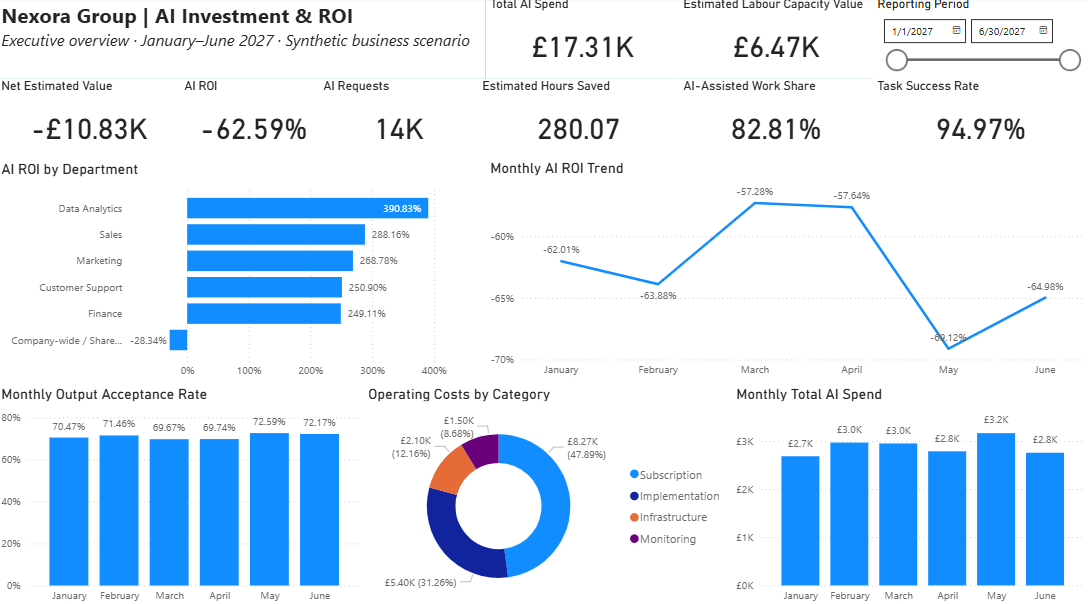 Nexora Group | AI Investment & ROI
Executive overview · January–June 2027 · Synthetic business scenario
Total AI Spend
£17.31K
Estimated Labour Capacity Value
£6.47K
Reporting Period
1/1/2027
6/30/2027
Net Estimated Value
-£10.83K
AI ROI
-62.59%
AI Requests
14K
Estimated Hours Saved
280.07
AI-Assisted Work Share
82.81%
Task Success Rate
94.97%
AI ROI by Department
Data Analytics
390.83%
Sales
288.16%
Marketing
268.78%
Customer Support
250.90%
Finance
249.11%
Company-wide / Share...
-28.34%
0%
100%
200%
300%
400%
Monthly AI ROI Trend
-60%
-65%
-70%
-62.01%
-63.88%
-57.28%
-57.64%
-69.12%
-64.98%
January
February
March
April
May
June
Monthly Output Acceptance Rate
80%
60%
40%
20%
0%
70.47%
71.46%
69.67%
69.74%
72.59%
72.17%
January
February
March
April
May
June
Operating Costs by Category
£1.50K
(8.68%)
£2.10K
(12.16%)
£8.27K
(47.89%)
£5.40K (31.26%)
Subscription
Implementation
Infrastructure
Monitoring
Monthly Total AI Spend
£3K
£2K
£1K
£0K
£2.7K
£3.0K
£3.0K
£2.8K
£3.2K
£2.8K
January
February
March
April
May
June